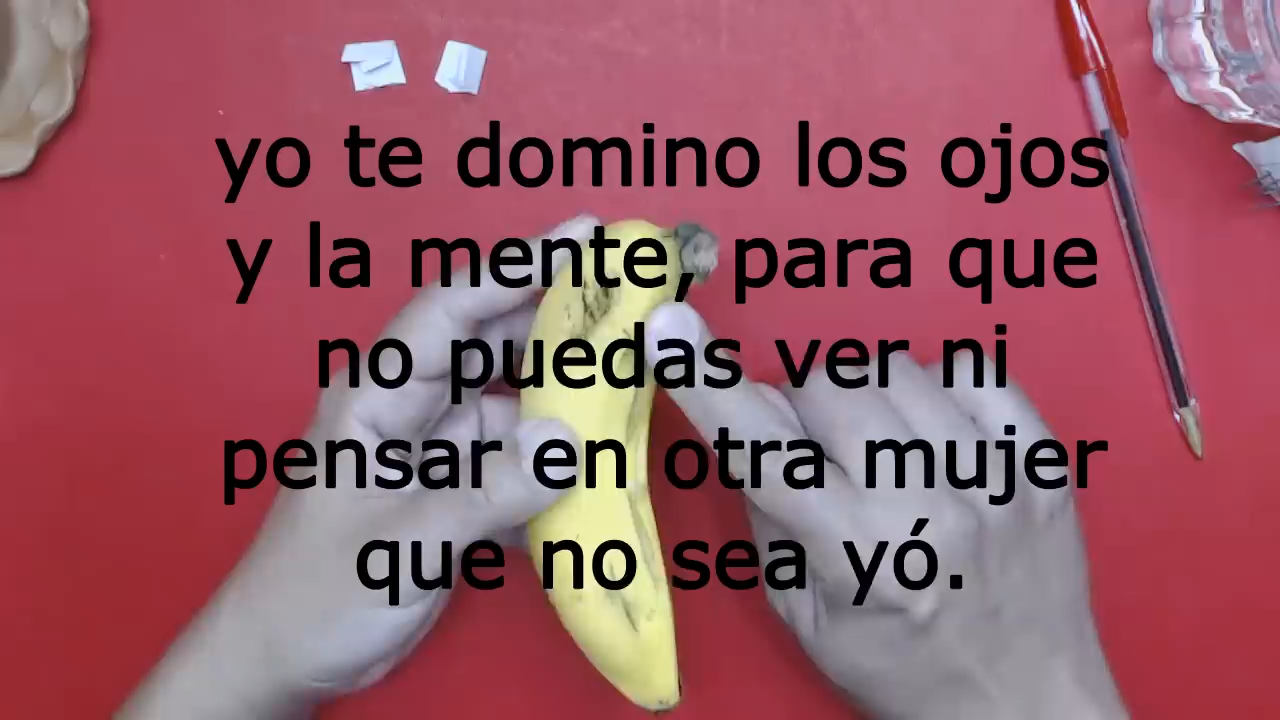 yo te domino los ojos
y la mente, para que
no puedas ver ni
pensar en otra mujer
que no sea yó.